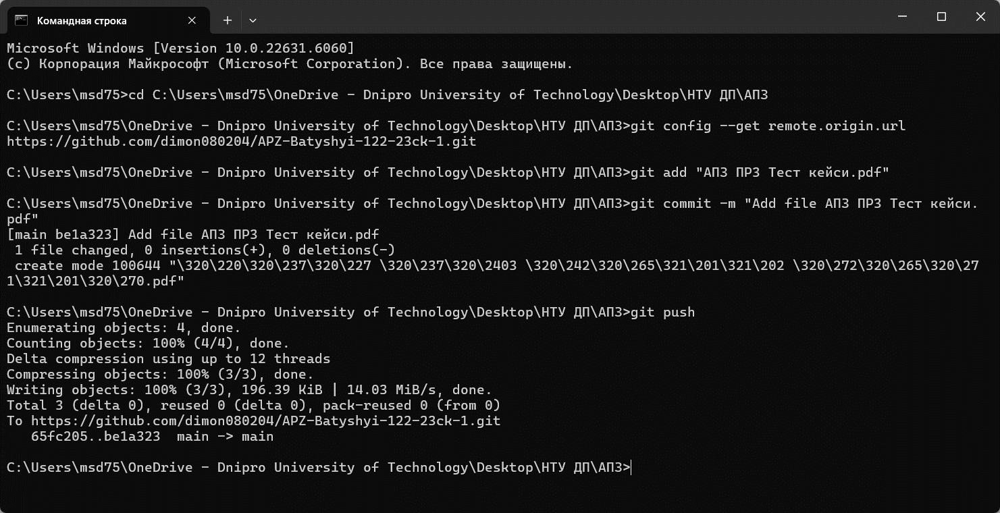 Командная строка
Microsoft Windows [Version 10.0.22631.6060]
(c) Корпорация Майкрософт (Microsoft Corporation). Все права защищены.
C:\Users\msd75>cd C:\Users\msd75\OneDrive - Dnipro University of Technology\Desktop\НТУ ДП\АПЗ
C:\Users\msd75\OneDrive - Dnipro University of Technology\Desktop\НТУ ДП\АПЗ>git config --get remote.origin.url
https://github.com/dimon080204/APZ-Batyshyi-122-23ck-1.git
C:\Users\msd75\OneDrive - Dnipro University of Technology\Desktop\НТУ ДП\АПЗ>git add "АПЗ ПР3 Тест кейси.pdf"
C:\Users\msd75\OneDrive - Dnipro University of Technology\Desktop\НТУ ДП\АПЗ>git commit -m "Add file АПЗ ПР3 Тест кейси.
pdf"
[main be1a323] Add file АПЗ ПР3 Тест кейси.pdf
 1 file changed, 0 insertions(+), 0 deletions(-)
 create mode 100644 "\320\220\320\237\320\227 \320\237\320\2403 \320\242\320\265\321\201\321\202 \320\272\320\265\320\27
1\321\201\320\270.pdf"
C:\Users\msd75\OneDrive - Dnipro University of Technology\Desktop\НТУ ДП\АПЗ>git push
Enumerating objects: 4, done.
Counting objects: 100% (4/4), done.
Delta compression using up to 12 threads
Compressing objects: 100% (3/3), done.
Writing objects: 100% (3/3), 196.39 KiB | 14.03 MiB/s, done.
Total 3 (delta 0), reused 0 (delta 0), pack-reused 0 (from 0)
To https://github.com/dimon080204/APZ-Batyshyi-122-23ck-1.git
   65fc205..be1a323  main -> main
C:\Users\msd75\OneDrive - Dnipro University of Technology\Desktop\НТУ ДП\АПЗ>